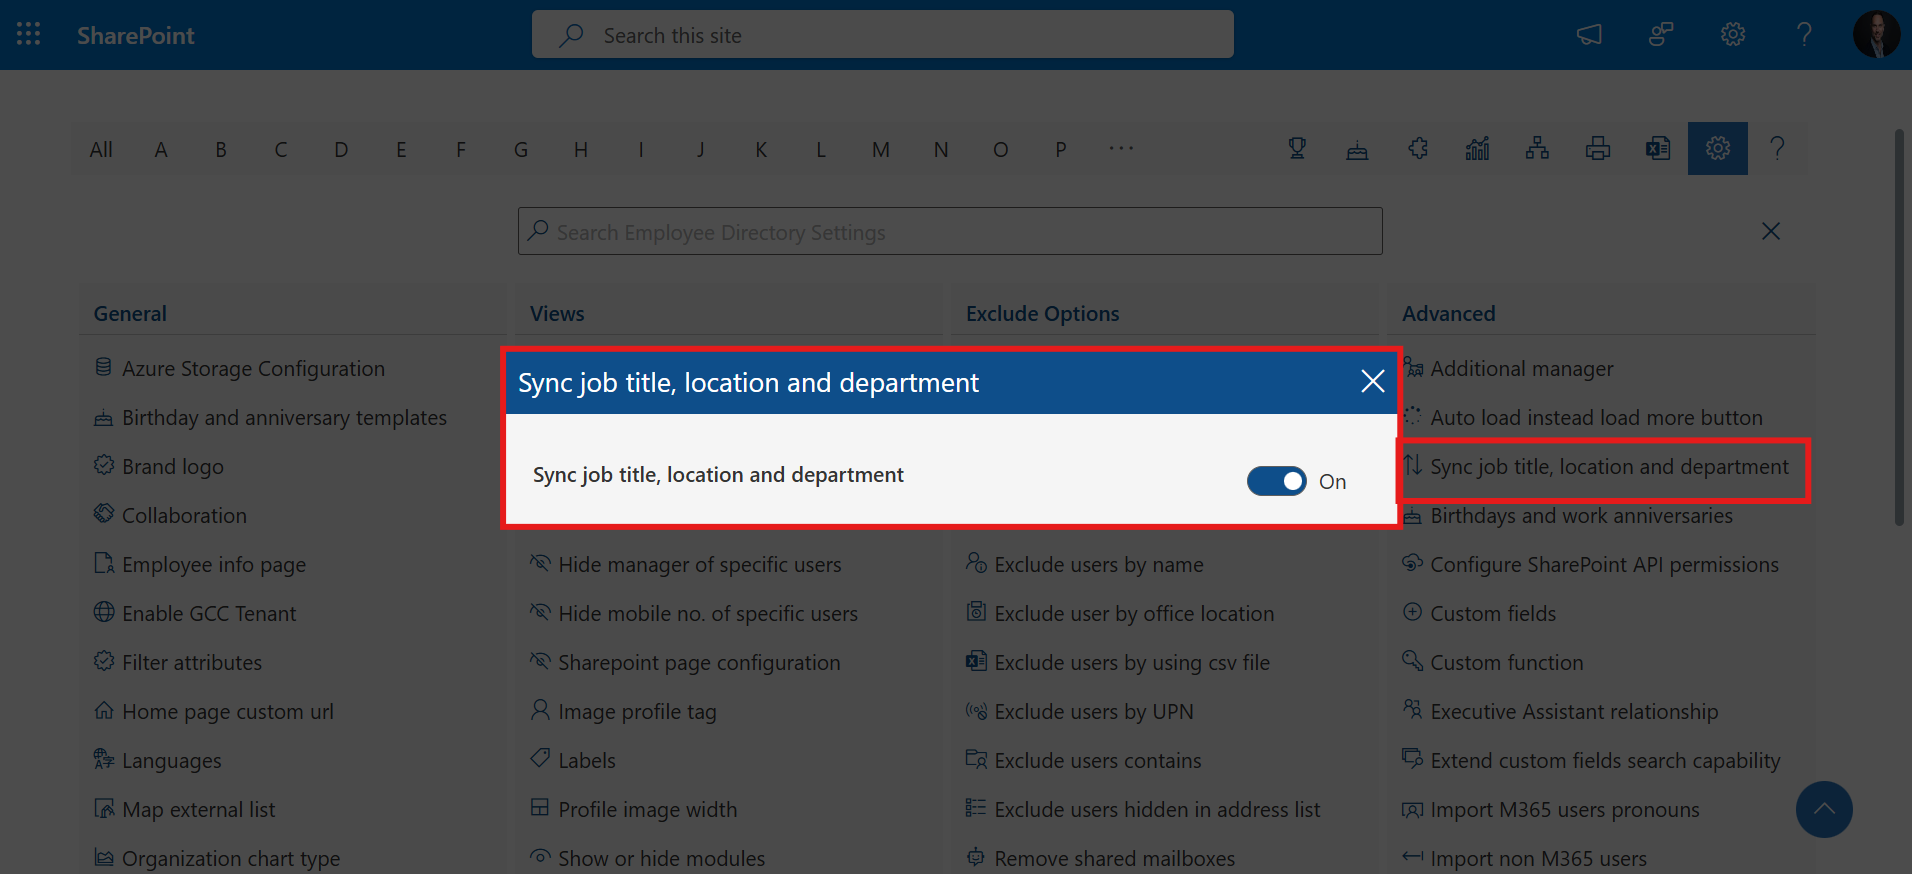 SharePoint
Search this site
All A B C D E F G H I J K L M N O P ...
Search Employee Directory Settings
General
Azure Storage Configuration
Birthday and anniversary templates
Brand logo
Collaboration
Employee info page
Enable GCC Tenant
Filter attributes
Home page custom url
Languages
Map external list
Organization chart type
Views
Hide manager of specific users
Hide mobile no. of specific users
Sharepoint page configuration
Image profile tag
Labels
Profile image width
Show or hide modules
Exclude Options
Exclude users by name
Exclude user by office location
Exclude users by using csv file
Exclude users by UPN
Exclude users contains
Exclude users hidden in address list
Remove shared mailboxes
Advanced
Additional manager
Auto load instead load more button
Sync job title, location and department
Birthdays and work anniversaries
Configure SharePoint API permissions
Custom fields
Custom function
Executive Assistant relationship
Extend custom fields search capability
Import M365 users pronouns
Import non M365 users
Sync job title, location and department
Sync job title, location and department
On